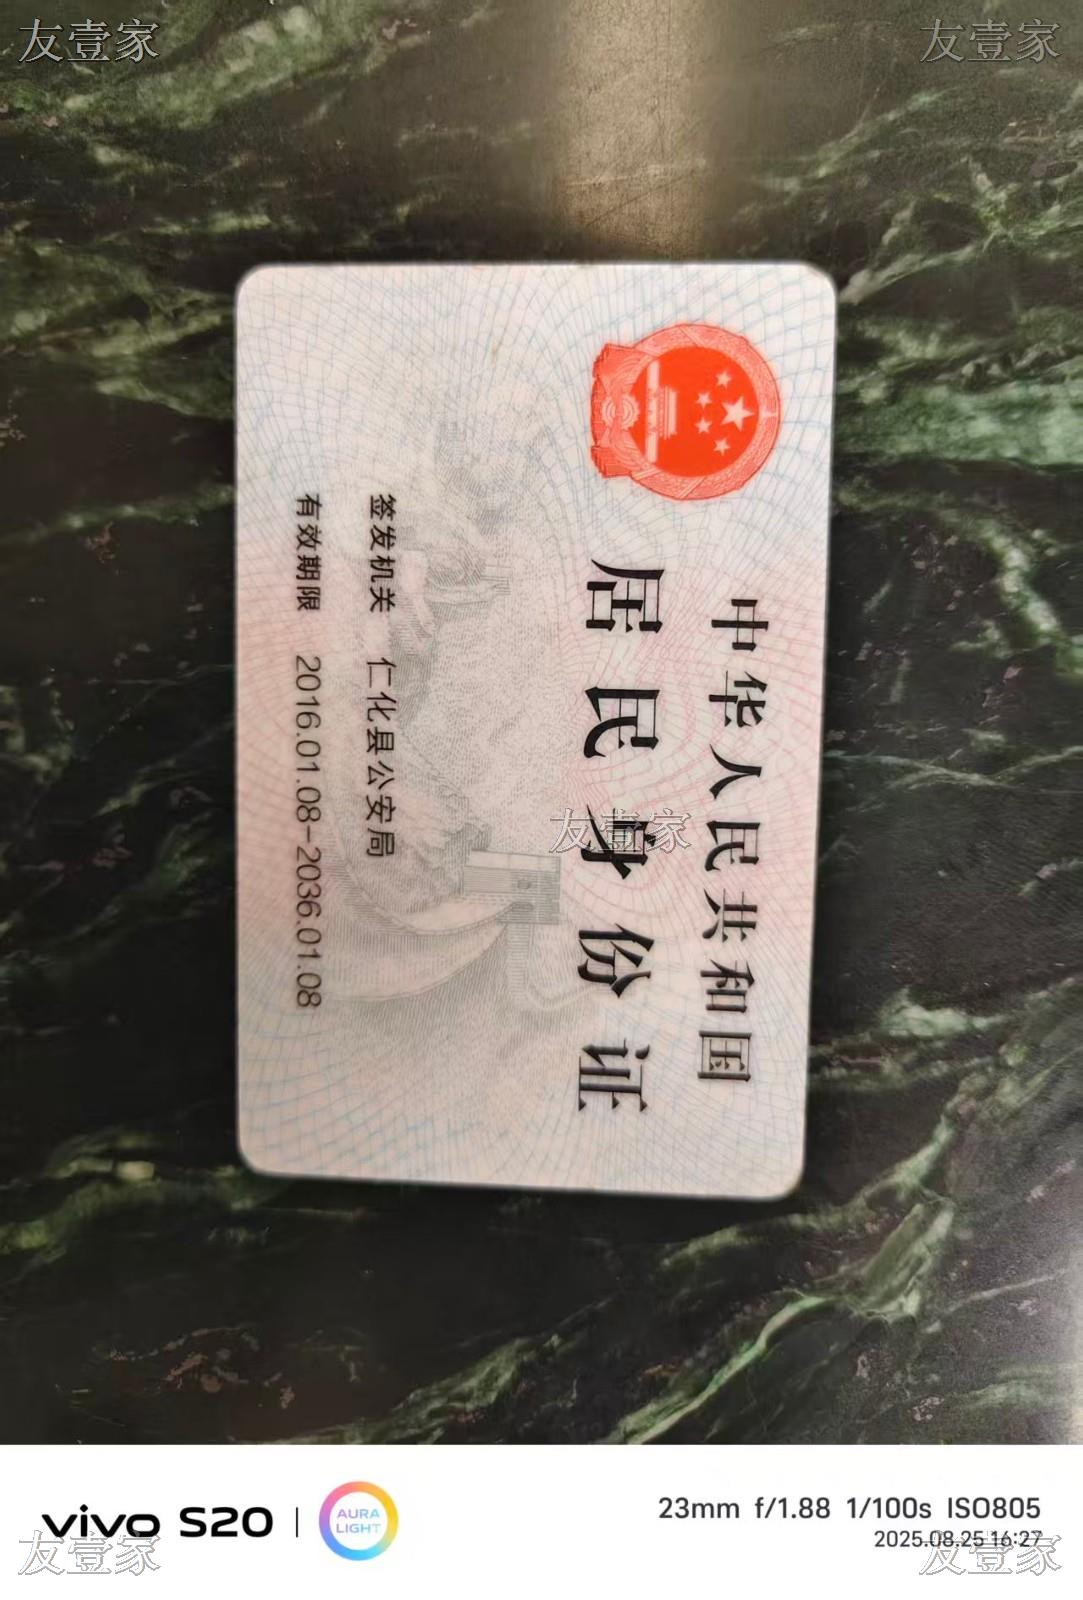 友壹家
友壹家
中华人民共和国
居民身份证
签发机关 仁化县公安局
有效期限 2016.01.08-2036.01.08
友壹家
vivo S20
AURA
LIGHT
23mm f/1.88 1/100s ISO805
2025.08.25 16:27
友壹家
友壹家